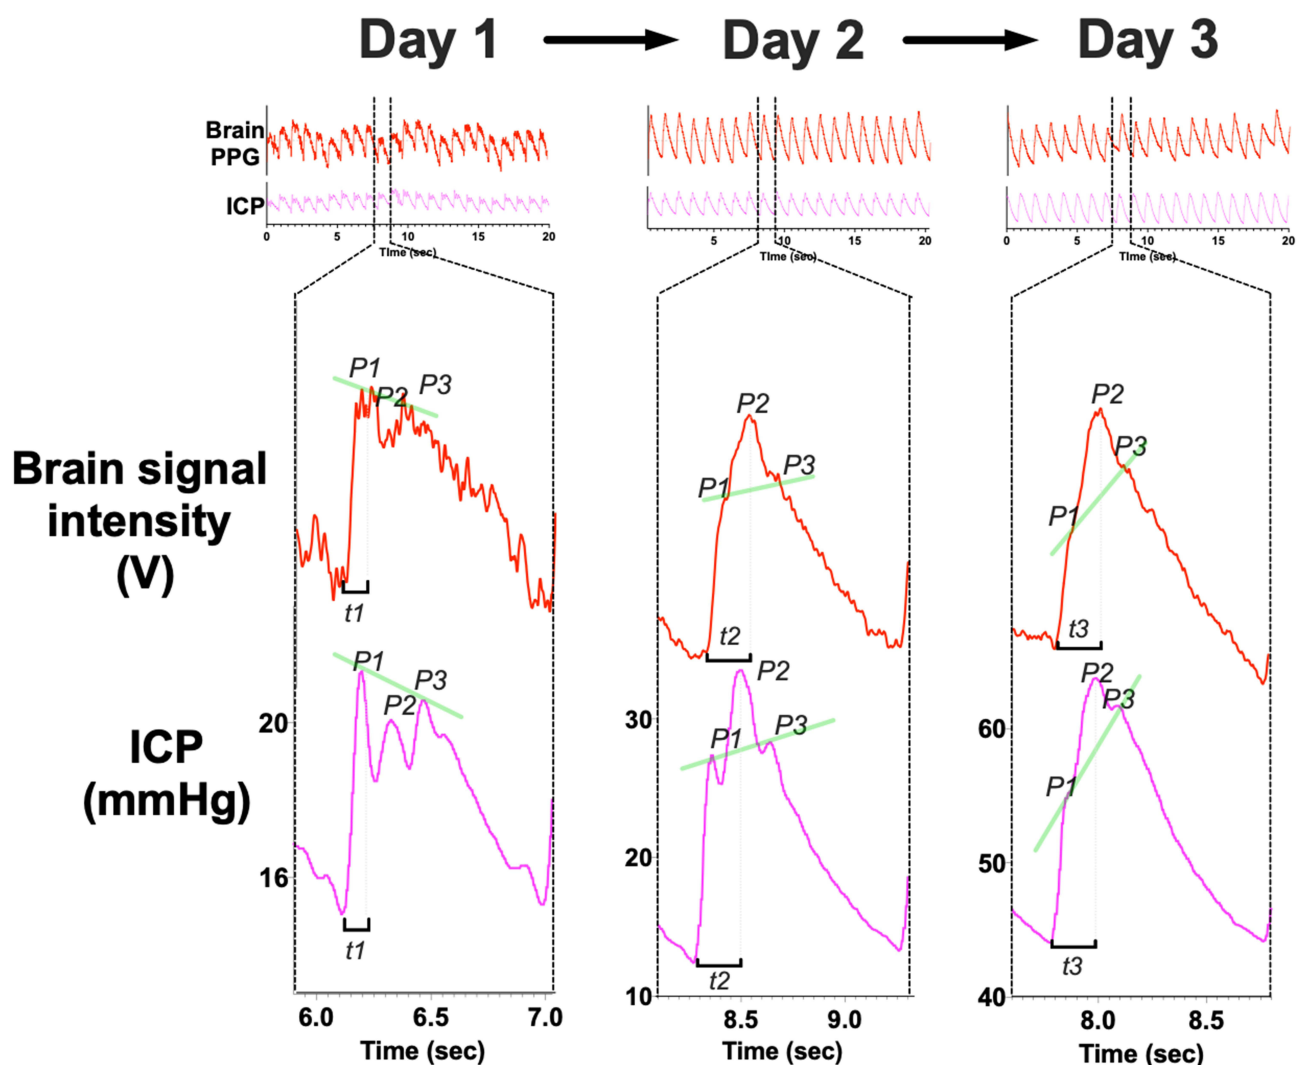 Day 1
Day 2
Day 3
Brain
PPG
ICP
0
5
10
15
20
TIme (sec)
5
10
15
20
TIme (sec)
0
5
10
15
20
TIme (sec)
Brain signal
intensity
(V)
P1
P2
P3
t1
P1
P2
P3
t2
P1
P2
P3
t3
ICP
(mmHg)
20
16
P1
P2
P3
t1
6.0
6.5
7.0
Time (sec)
30
20
10
P1
P2
P3
t2
8.5
9.0
Time (sec)
60
50
40
P1
P2
P3
t3
8.0
8.5
Time (sec)